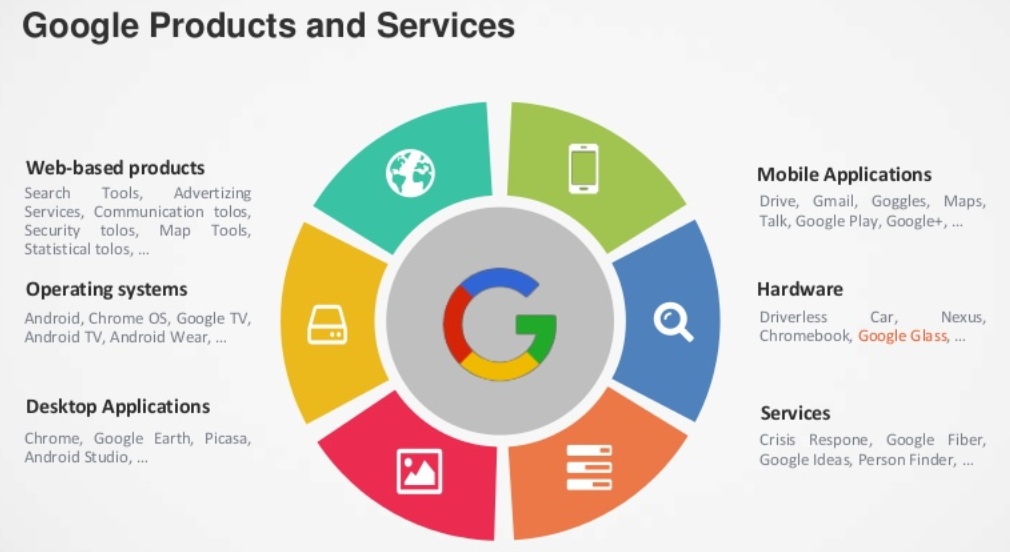 Google Products and Services
Web-based products
Search Tools, Advertizing
Services, Communication tolos,
Security tolos, Map Tools,
Statistical tolos, ...
Operating systems
Android, Chrome OS, Google TV,
Android TV, Android Wear, ...
Desktop Applications
Chrome, Google Earth, Picasa,
Android Studio, ...
Mobile Applications
Drive, Gmail, Goggles, Maps,
Talk, Google Play, Google+, ...
Hardware
Driverless Car, Nexus,
Chromebook, Google Glass, ...
Services
Crisis Respone, Google Fiber,
Google Ideas, Person Finder, ...
G